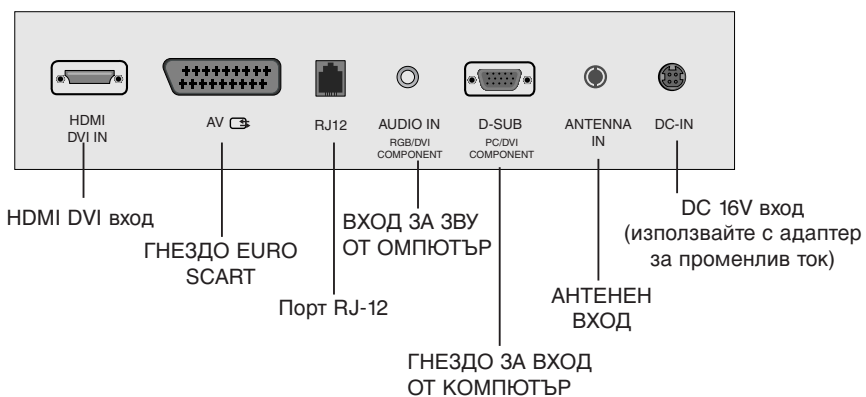 HDMI
DVI IN
AV
RJ12
AUDIO IN
RGB/DVI
COMPONENT
D-SUB
PC/DVI
COMPONENT
ANTENNA
IN
DC-IN
HDMI DVI вход
ГНЕЗДО EURO
SCART
Порт RJ-12
ВХОД ЗА ЗВУ
ОТ ОМПЮТЪР
ГНЕЗДО ЗА ВХОД
ОТ КОМПЮТЪР
АНТЕНЕН
ВХОД
DC 16V вход
(използвайте с адаптер
за променлив ток)